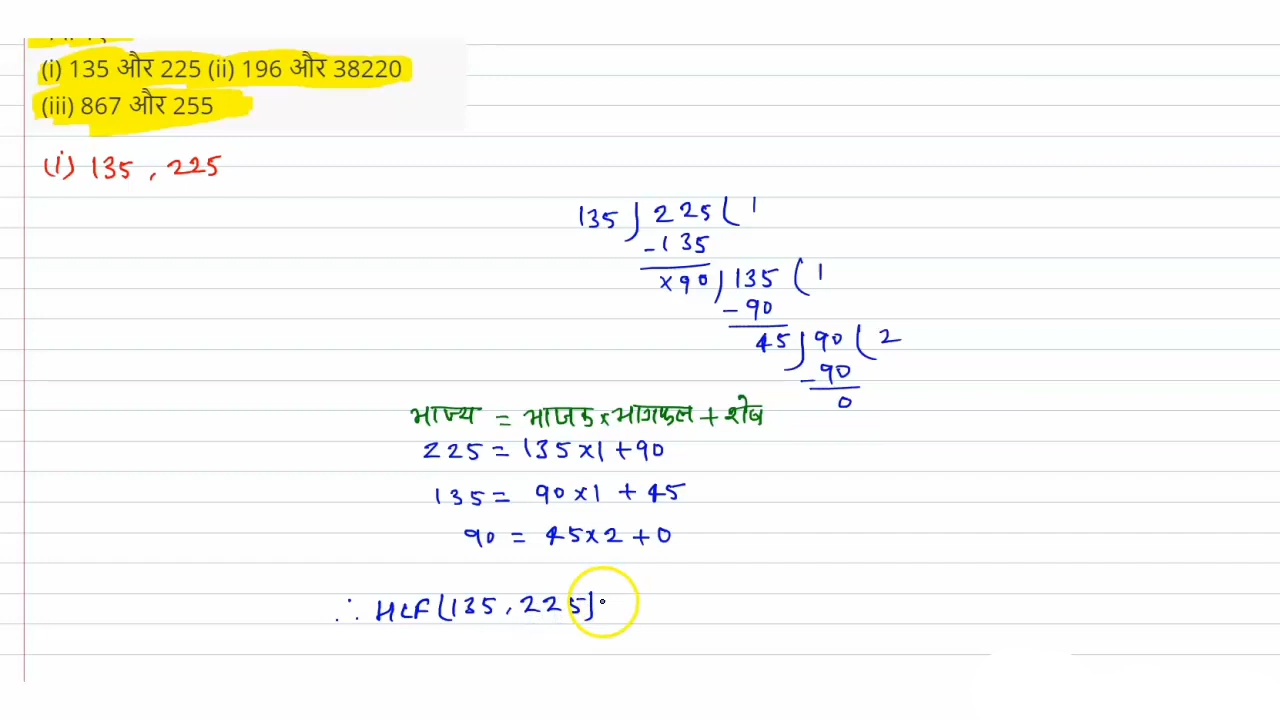 (i) 135 और 225 (ii) 196 और 38220
(iii) 867 और 255
(i) 135 , 225
135 ) 225 ( 1
-135
×90 ) 135 ( 1
-90
45 ) 90 ( 2
-90
0
भाज्य = भाजक × भागफल + शेष
225 = 135 × 1 + 90
135 = 90 × 1 + 45
90 = 45 × 2 + 0
∴ HCF(135, 225)